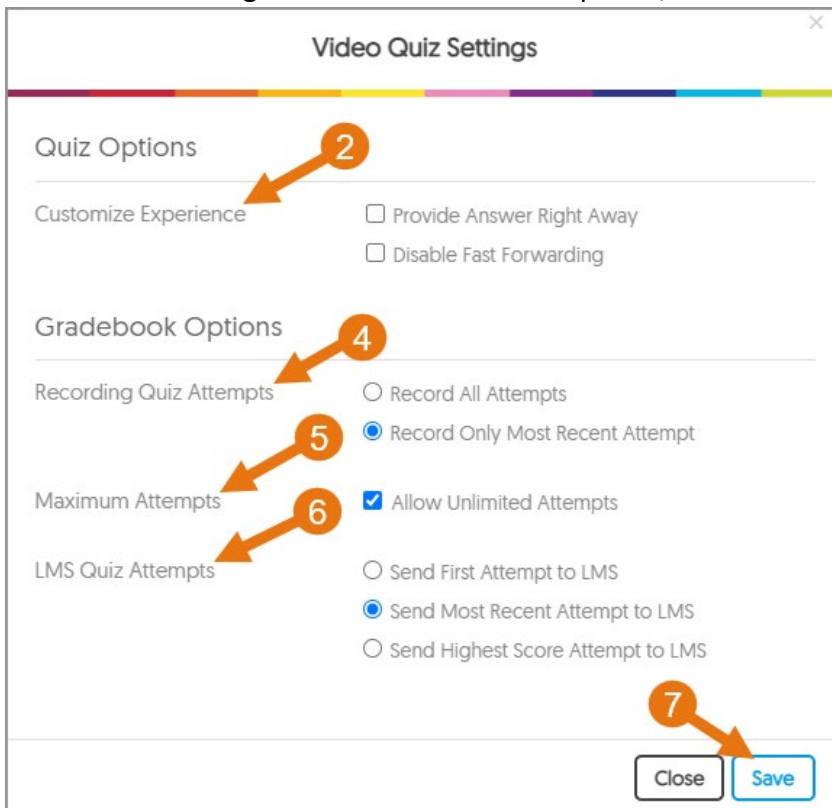 Video Quiz Settings
×
Quiz Options
2
Customize Experience
Provide Answer Right Away
Disable Fast Forwarding
Gradebook Options
4
Recording Quiz Attempts
Record All Attempts
Record Only Most Recent Attempt
5
Maximum Attempts
Allow Unlimited Attempts
6
LMS Quiz Attempts
Send First Attempt to LMS
Send Most Recent Attempt to LMS
Send Highest Score Attempt to LMS
7
Close
Save